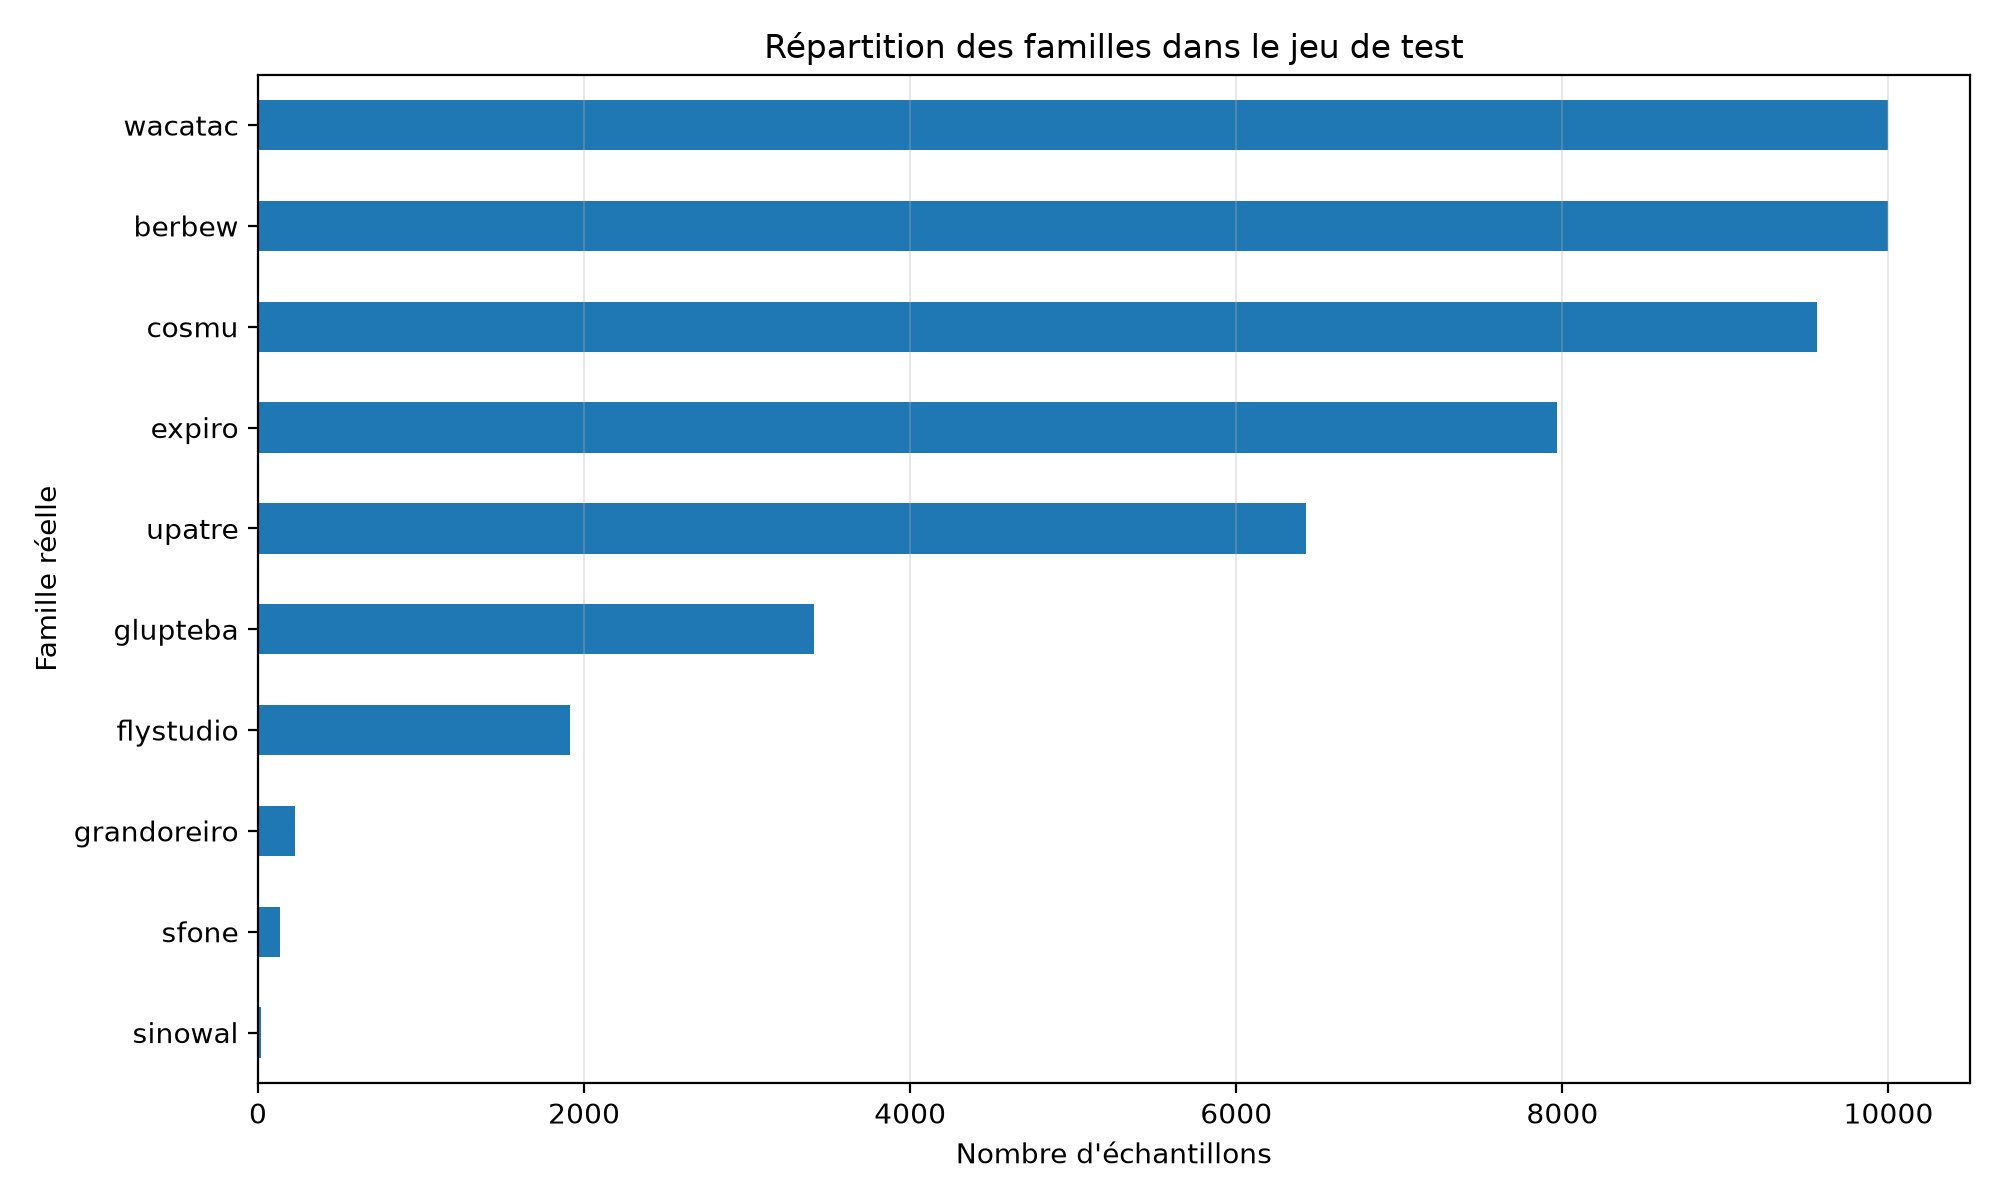 Répartition des familles dans le jeu de test
Famille réelle
wacatac
berbew
cosmu
expiro
upatre
glupteba
flystudio
grandoreiro
sfone
sinowal
0 2000 4000 6000 8000 10000
Nombre d'échantillons